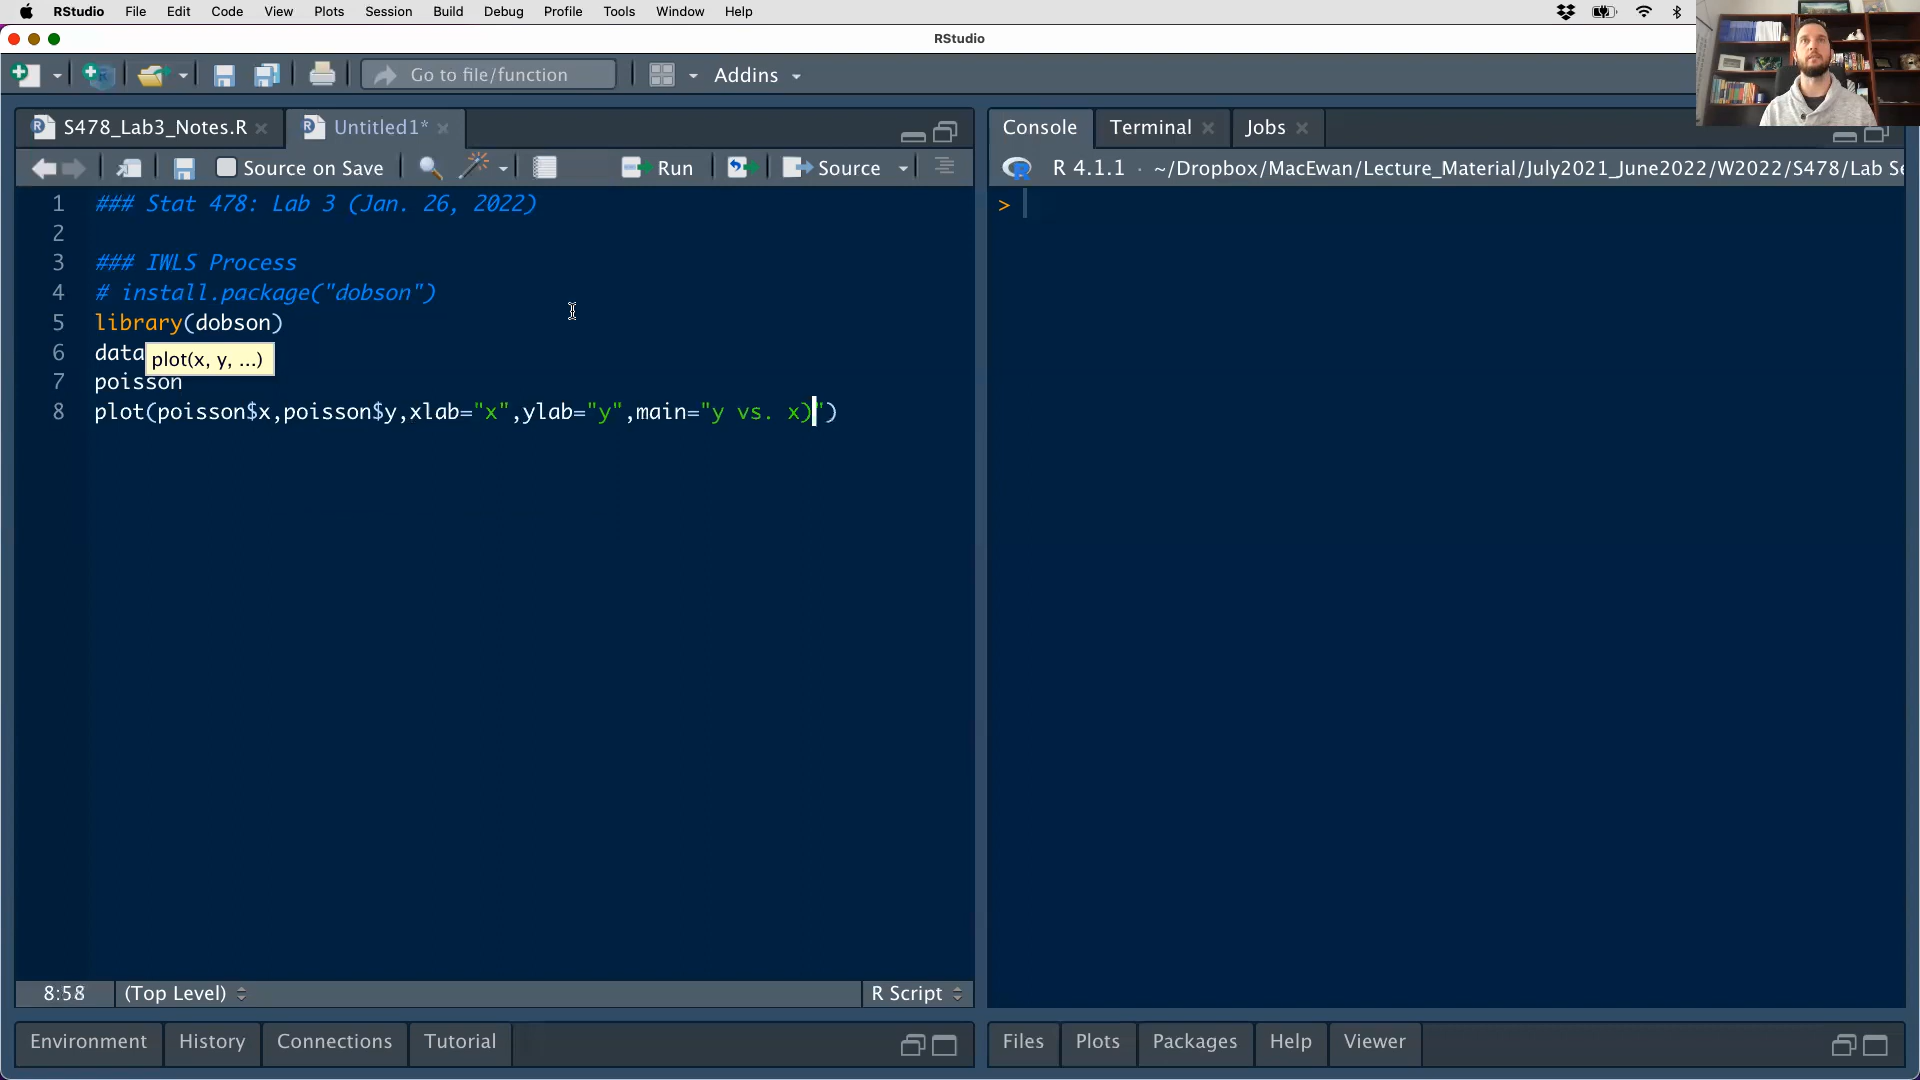 RStudio File Edit Code View Plots Session Build Debug Profile Tools Window Help
RStudio
Go to file/function Addins
S478_Lab3_Notes.R Untitled1*
Source on Save Run Source
1 ### Stat 478: Lab 3 (Jan. 26, 2022)
2
3 ### IWLS Process
4 # install.package("dobson")
5 library(dobson)
6 data
plot(x, y, ...)
7 poisson
8 plot(poisson$x,poisson$y,xlab="x",ylab="y",main="y vs. x)")
8:58 (Top Level) R Script
Environment History Connections Tutorial
Console Terminal Jobs
R 4.1.1 · ~/Dropbox/MacEwan/Lecture_Material/July2021_June2022/W2022/S478/Lab Se
>
Files Plots Packages Help Viewer